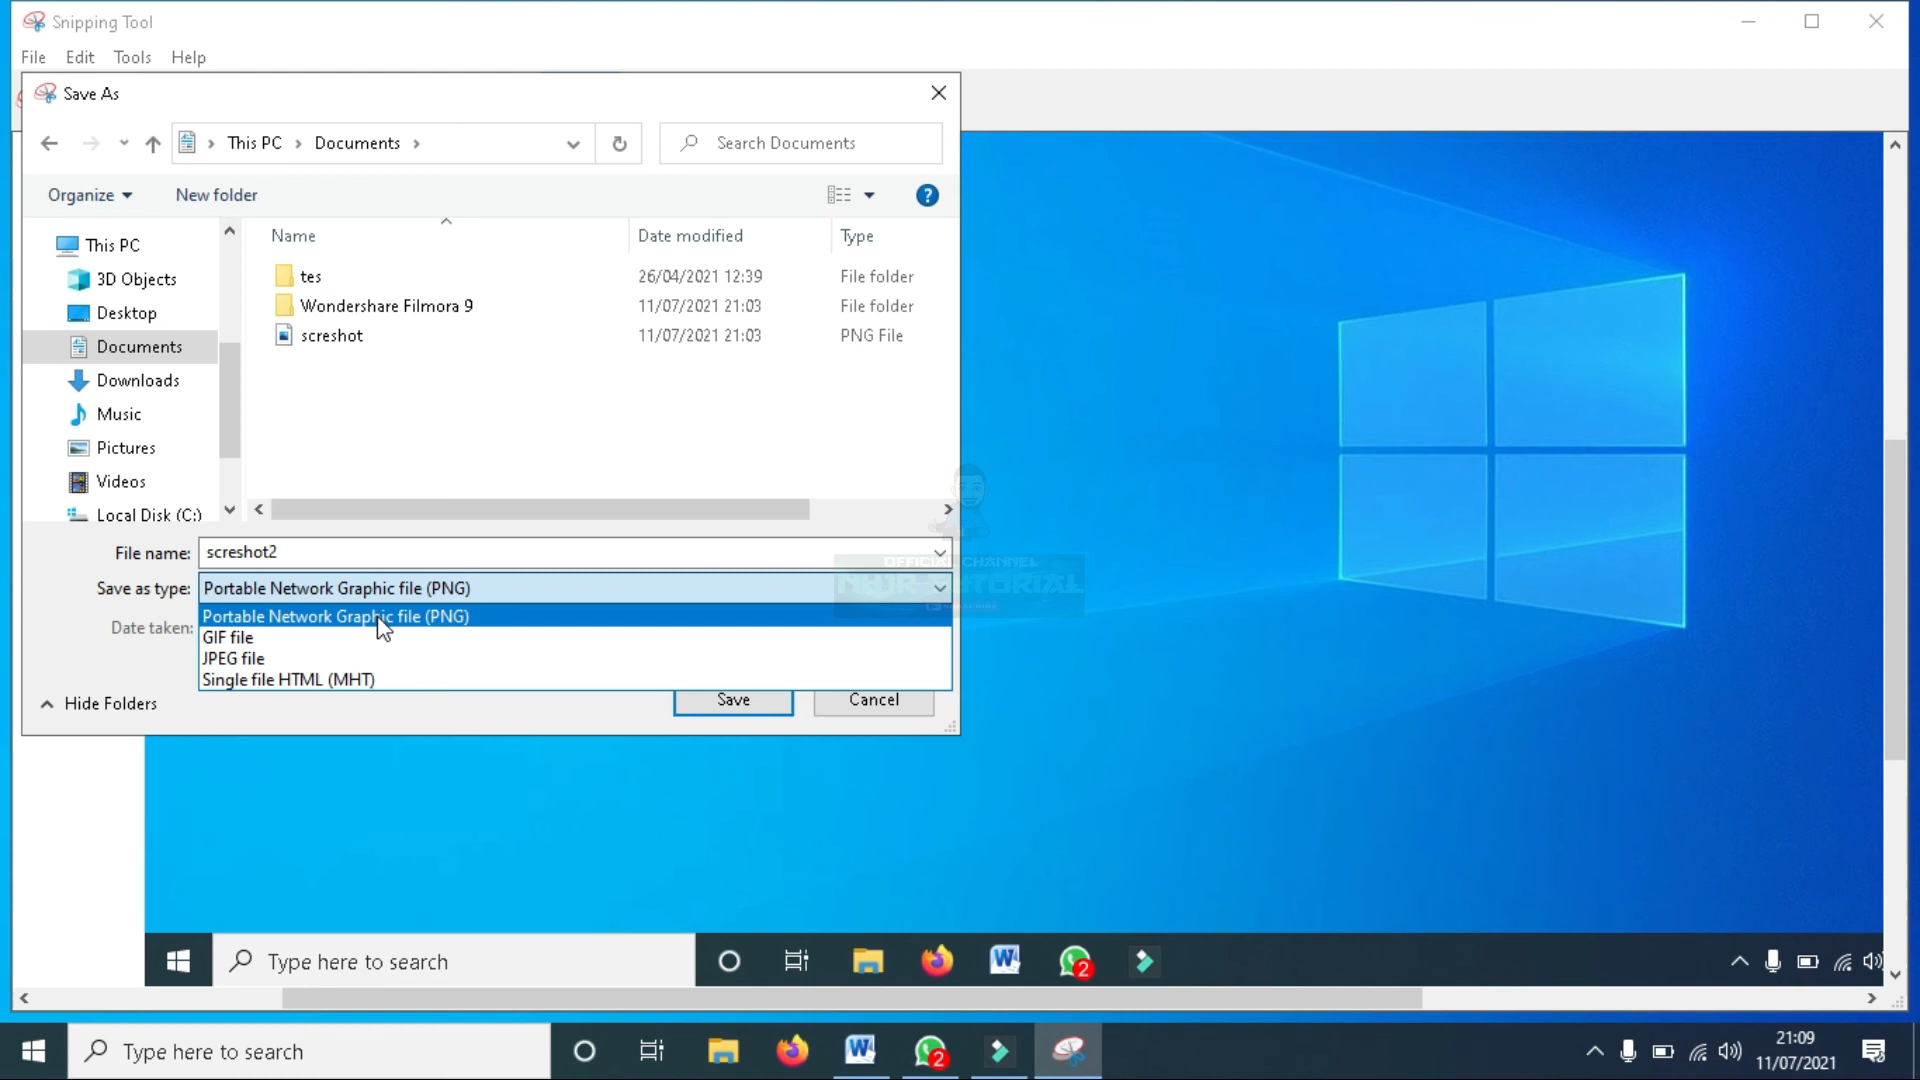 Snipping Tool
File Edit Tools Help
Save As
This PC Documents
Search Documents
Organize New folder
Name Date modified Type
This PC
3D Objects
Desktop
Documents
Downloads
Music
Pictures
Videos
Local Disk (C:)
tes 26/04/2021 12:39 File folder
Wondershare Filmora 9 11/07/2021 21:03 File folder
screshot 11/07/2021 21:03 PNG File
File name: screshot2
Save as type: Portable Network Graphic file (PNG)
Portable Network Graphic file (PNG)
Date taken:
GIF file
JPEG file
Single file HTML (MHT)
Hide Folders
Save Cancel
OFFICIAL CHANNEL
TUTORIAL
Type here to search
2
Type here to search
2
21:09
11/07/2021